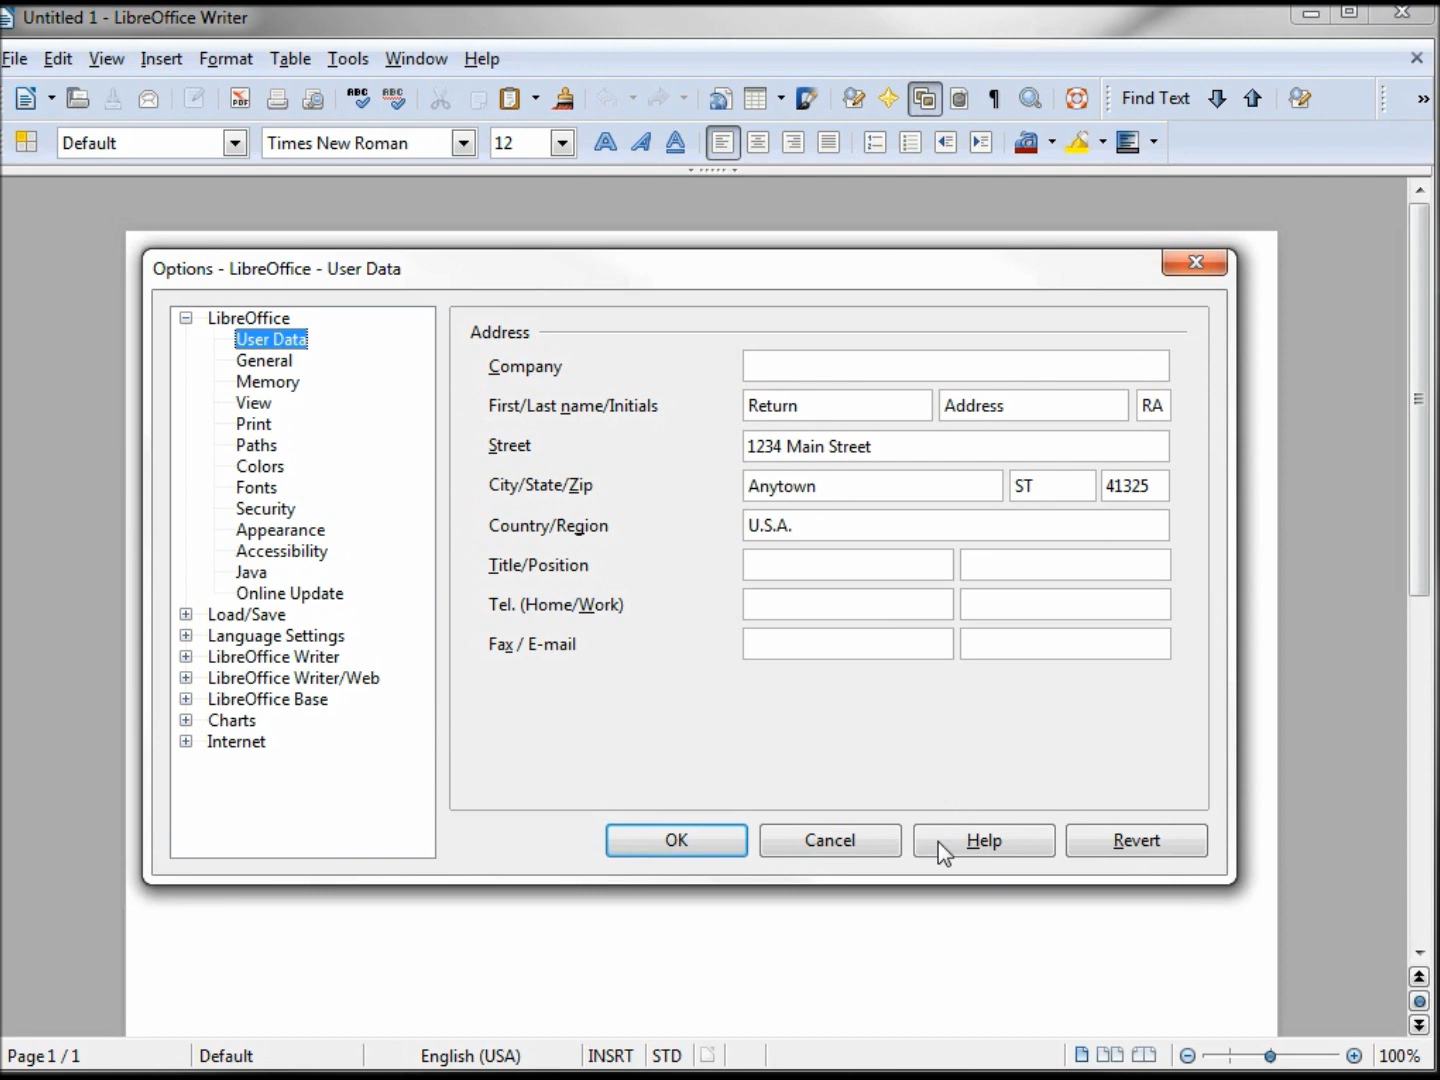 Untitled 1 - LibreOffice Writer
File Edit View Insert Format Table Tools Window Help
PDF ABC ABC Find Text
Default Times New Roman 12
Options - LibreOffice - User Data
LibreOffice
User Data
General
Memory
View
Print
Paths
Colors
Fonts
Security
Appearance
Accessibility
Java
Online Update
Load/Save
Language Settings
LibreOffice Writer
LibreOffice Writer/Web
LibreOffice Base
Charts
Internet
Address
Company
First/Last name/Initials Return Address RA
Street 1234 Main Street
City/State/Zip Anytown ST 41325
Country/Region U.S.A.
Title/Position
Tel. (Home/Work)
Fax / E-mail
OK Cancel Help Revert
Page 1 / 1 Default English (USA) INSRT STD 100%